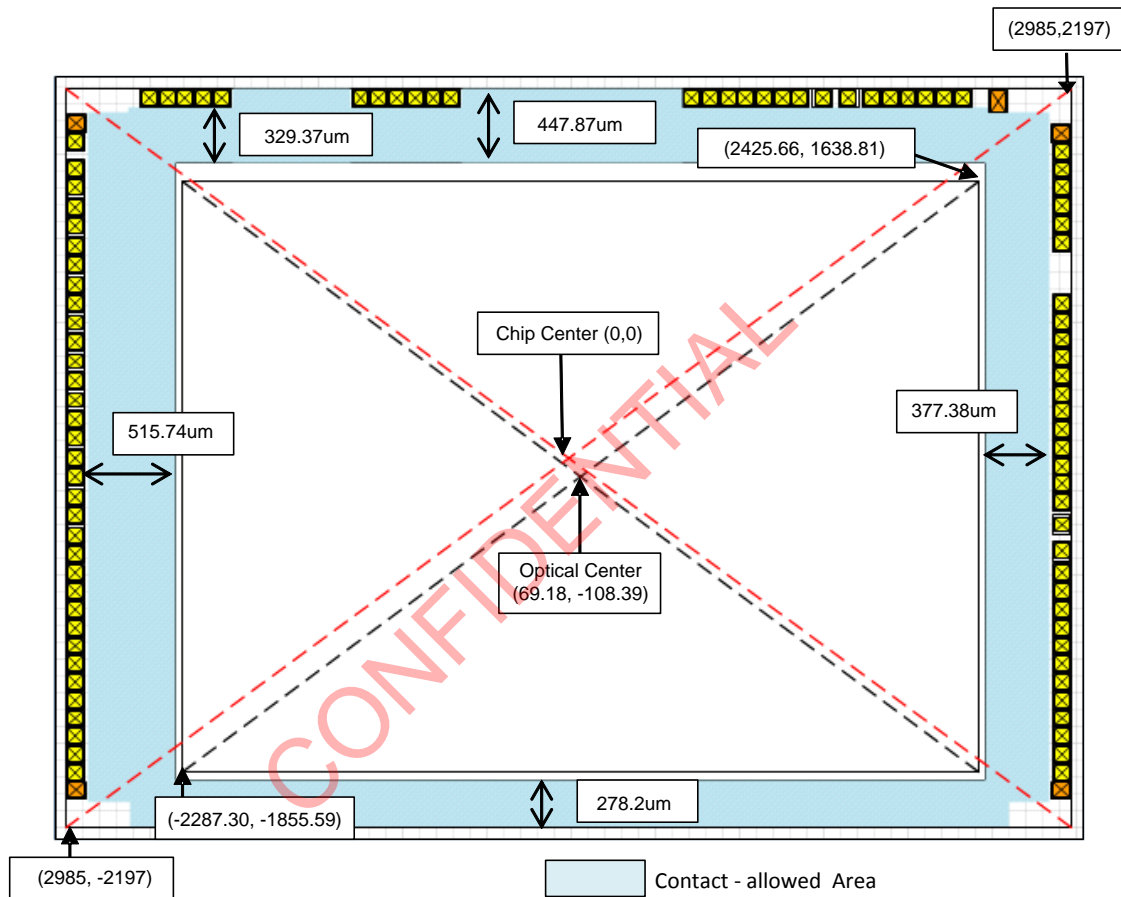 (2985,2197)
329.37um
447.87um
(2425.66, 1638.81)
Chip Center (0,0)
515.74um
377.38um
Optical Center
(69.18, -108.39)
CONFIDENTIAL
278.2um
(-2287.30, -1855.59)
(2985, -2197)
Contact - allowed Area